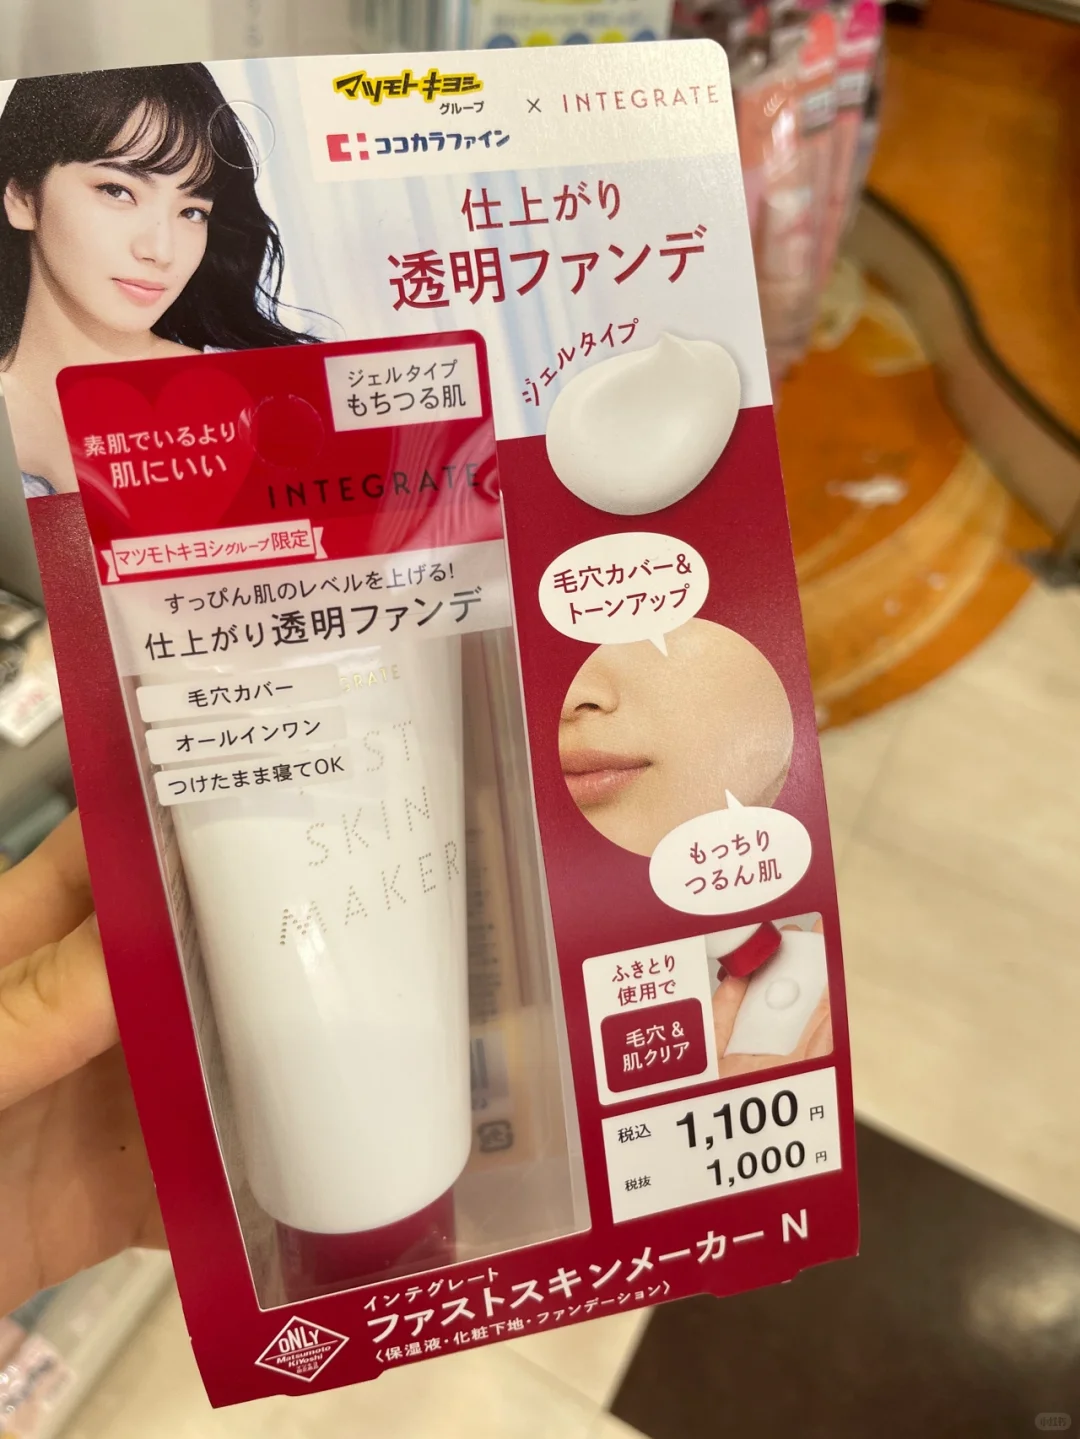 マツモトキヨシ
グループ
ココカラファイン
× INTEGRATE
仕上がり
透明ファンデ
ジェルタイプ
ジェルタイプ
もちつる肌
素肌でいるより
肌にいい
INTEGRATE
マツモトキヨシグループ限定
すっぴん肌のレベルを上げる!
仕上がり透明ファンデ
毛穴カバー
オールインワン
つけたまま寝てOK
SKIN
MAKER
毛穴カバー&
トーンアップ
もっちり
つるん肌
ふきとり
使用で
毛穴&
肌クリア
税込 1,100円
税抜 1,000円
インテグレート
ファストスキンメーカー N
〈保湿液・化粧下地・ファンデーション〉
ONLY
Matsumoto
KiYoshi